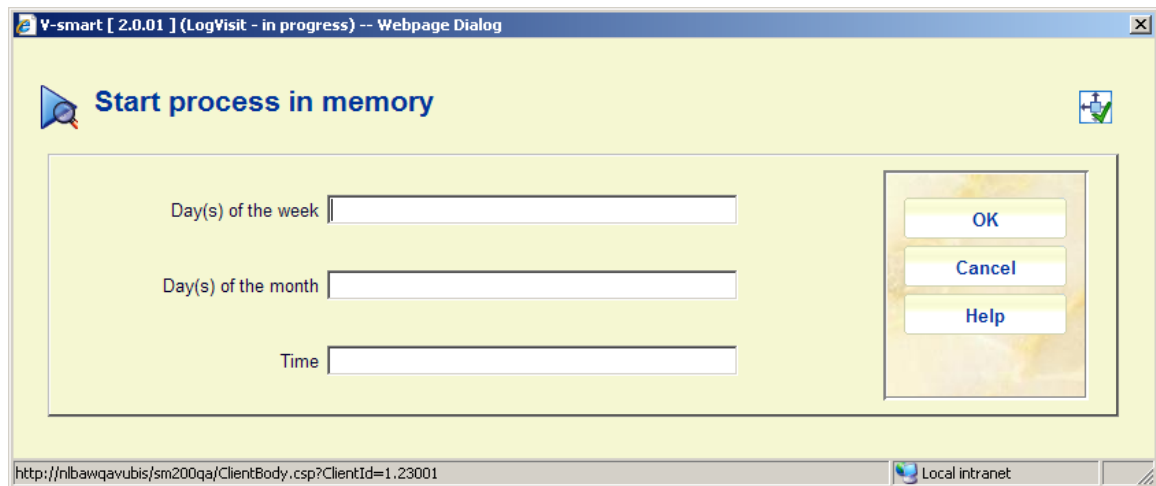 V-smart [ 2.0.01 ] (LogVisit - in progress) -- Webpage Dialog
Start process in memory
Day(s) of the week
Day(s) of the month
Time
OK
Cancel
Help
http://nlbawqavubis/sm200qa/ClientBody.csp?ClientId=1.23001
Local intranet